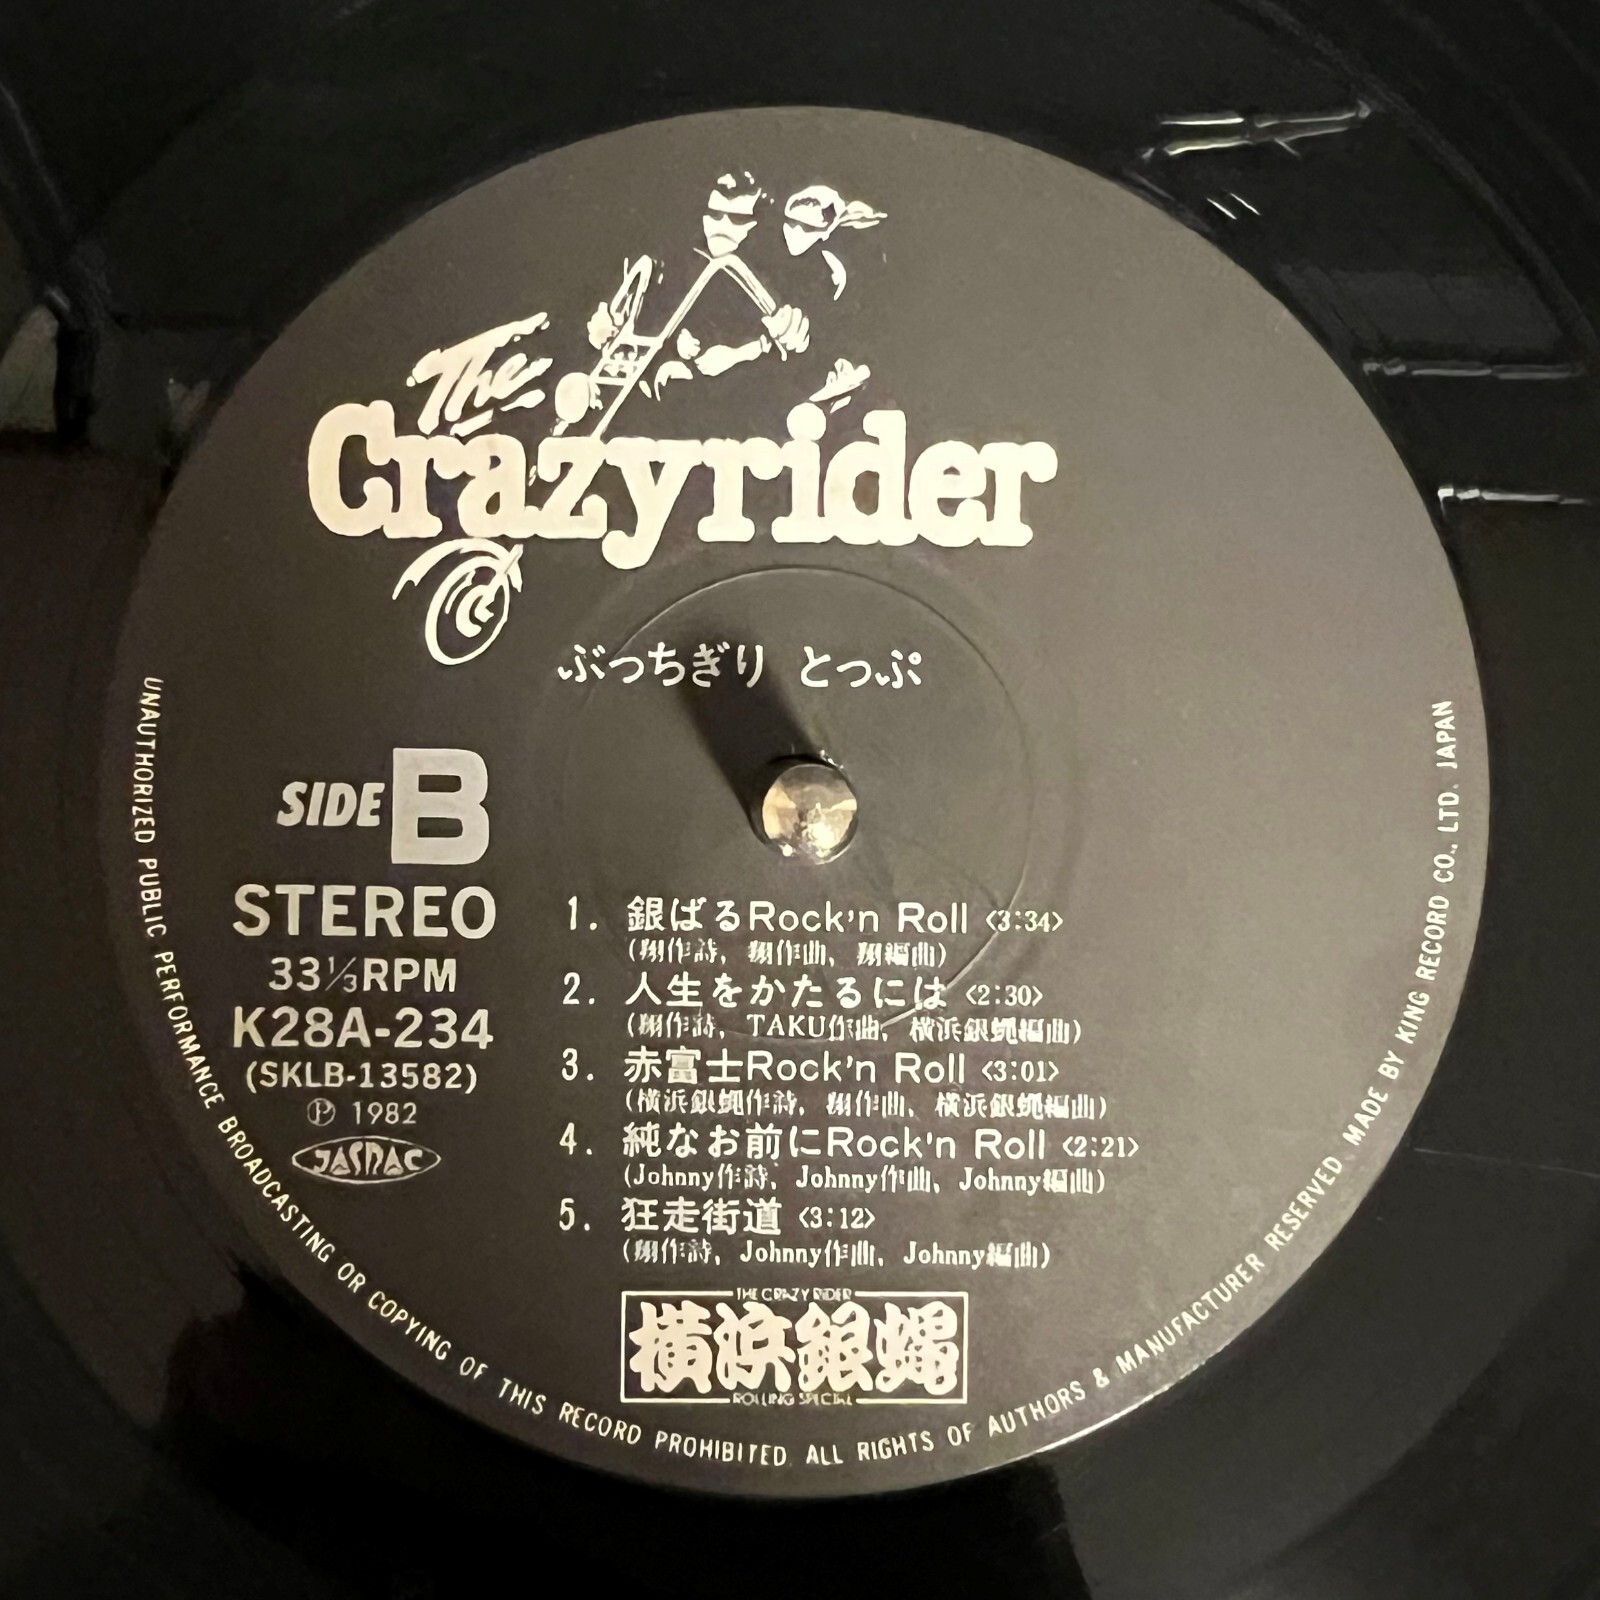 The
Crazyrider
ぶっちぎり とっぷ
SIDE B
STEREO
33⅓RPM
K28A-234
(SKLB-13582)
Ⓟ 1982
JASRAC
1. 銀ばるRock'n Roll <3:34>
(翔作詩, 翔作曲, 翔編曲)
2. 人生をかたるには <2:30>
(翔作詩, TAKU作曲, 横浜銀蝿編曲)
3. 赤富士Rock'n Roll <3:01>
(横浜銀蝿作詩, 翔作曲, 横浜銀蝿編曲)
4. 純なお前にRock'n Roll <2:21>
(Johnny作詩, Johnny作曲, Johnny編曲)
5. 狂走街道 <3:12>
(翔作詩, Johnny作曲, Johnny編曲)
THE CRAZY RIDER
横浜銀蝿
ROLLING SPECIAL
UNAUTHORIZED PUBLIC PERFORMANCE BROADCASTING OR COPYING OF THIS RECORD PROHIBITED ALL RIGHTS OF AUTHORS & MANUFACTURER RESERVED MADE BY KING RECORD CO., LTD. JAPAN